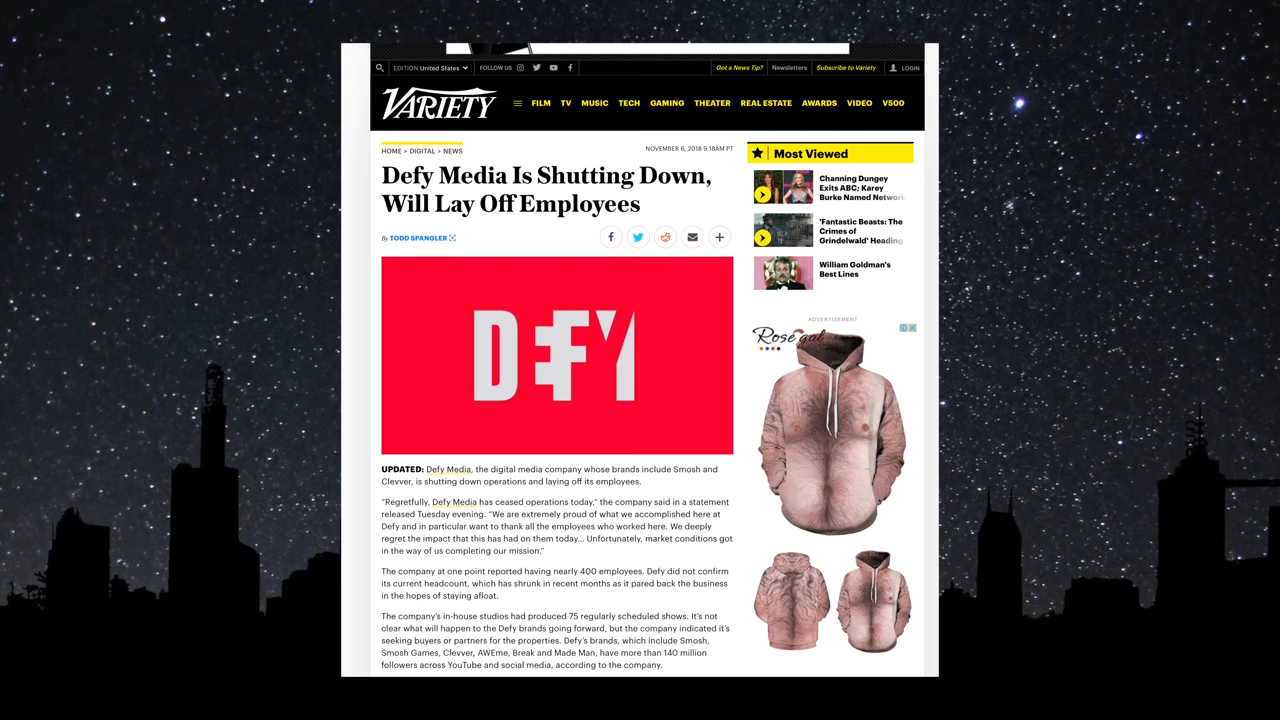 EDITION United States
FOLLOW US
Got a News Tip?
Newsletters
Subscribe to Variety
LOGIN
VARIETY
FILM TV MUSIC TECH GAMING THEATER REAL ESTATE AWARDS VIDEO V500
HOME > DIGITAL > NEWS
NOVEMBER 6, 2018 9:18AM PT
Defy Media Is Shutting Down,
Will Lay Off Employees
By TODD SPANGLER
DEFY
UPDATED: Defy Media, the digital media company whose brands include Smosh and
Clevver, is shutting down operations and laying off its employees.
“Regretfully, Defy Media has ceased operations today,” the company said in a statement
released Tuesday evening. “We are extremely proud of what we accomplished here at
Defy and in particular want to thank all the employees who worked here. We deeply
regret the impact that this has had on them today... Unfortunately, market conditions got
in the way of us completing our mission.”
The company at one point reported having nearly 400 employees. Defy did not confirm
its current headcount, which has shrunk in recent months as it pared back the business
in the hopes of staying afloat.
The company’s in-house studios had produced 75 regularly scheduled shows. It’s not
clear what will happen to the Defy brands going forward, but the company indicated it’s
seeking buyers or partners for the properties. Defy’s brands, which include Smosh,
Smosh Games, Clevver, AWEme, Break and Made Man, have more than 140 million
followers across YouTube and social media, according to the company.
Most Viewed
Channing Dungey
Exits ABC; Karey
Burke Named Network
'Fantastic Beasts: The
Crimes of
Grindelwald' Heading
William Goldman's
Best Lines
ADVERTISEMENT
Rosegal